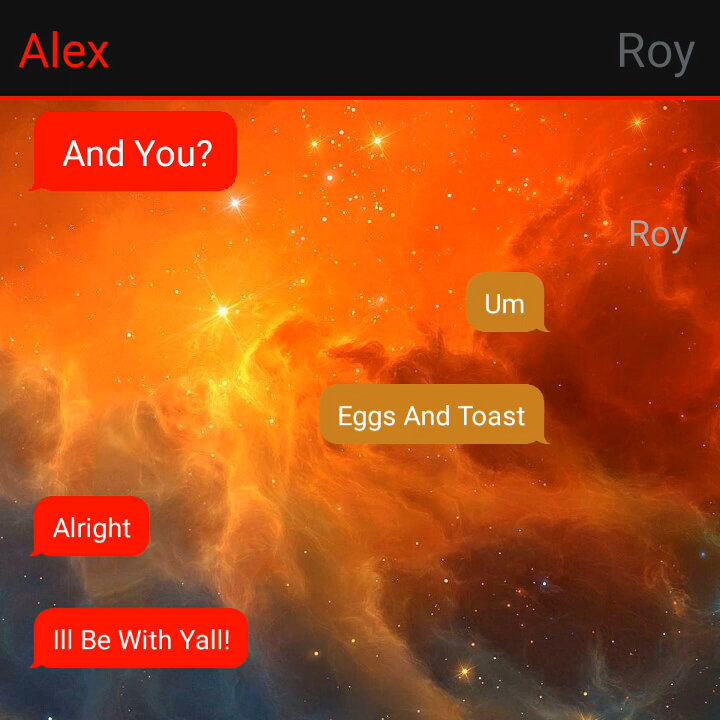 Alex
Roy
And You?
Roy
Um
Eggs And Toast
Alright
Ill Be With Yall!